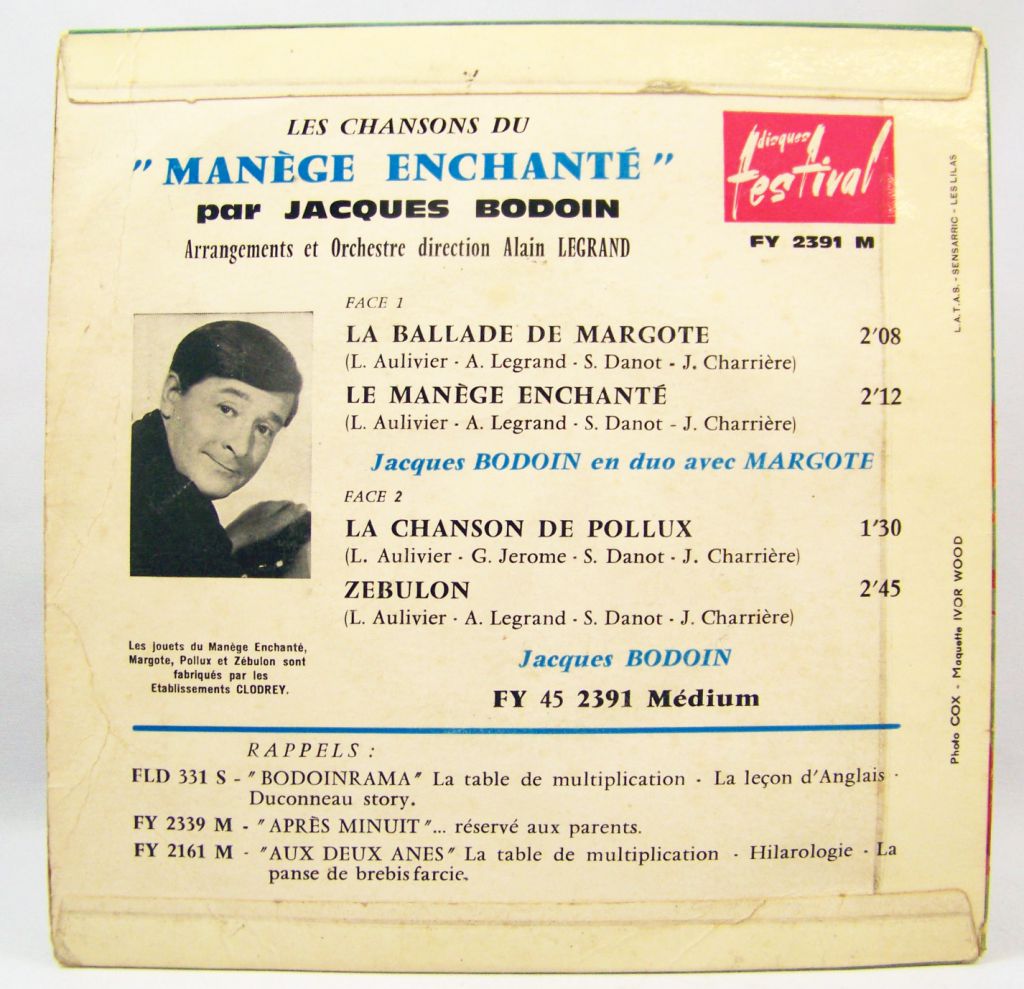 LES CHANSONS DU
" MANÈGE ENCHANTÉ "
par JACQUES BODOIN
Arrangements et Orchestre direction Alain LEGRAND
disques
festival
FY 2391 M
FACE 1
LA BALLADE DE MARGOTE 2'08
(L. Aulivier - A. Legrand - S. Danot - J. Charrière)
LE MANÈGE ENCHANTÉ 2'12
(L. Aulivier - A. Legrand - S. Danot - J. Charrière)
Jacques BODOIN en duo avec MARGOTE
FACE 2
LA CHANSON DE POLLUX 1'30
(L. Aulivier - G. Jerome - S. Danot - J. Charrière)
ZEBULON 2'45
(L. Aulivier - A. Legrand - S. Danot - J. Charrière)
Jacques BODOIN
FY 45 2391 Médium
Les jouets du Manège Enchanté,
Margote, Pollux et Zébulon sont
fabriqués par les
Etablissements CLODREY.
RAPPELS :
FLD 331 S - "BODOINRAMA" La table de multiplication - La leçon d'Anglais -
Duconneau story.
FY 2339 M - "APRÈS MINUIT"... réservé aux parents.
FY 2161 M - "AUX DEUX ANES" La table de multiplication - Hilarologie - La
panse de brebis farcie.
L.A.T.A.S. - SENSARRIC - LES LILAS
Photo COX - Maquette IVOR WOOD